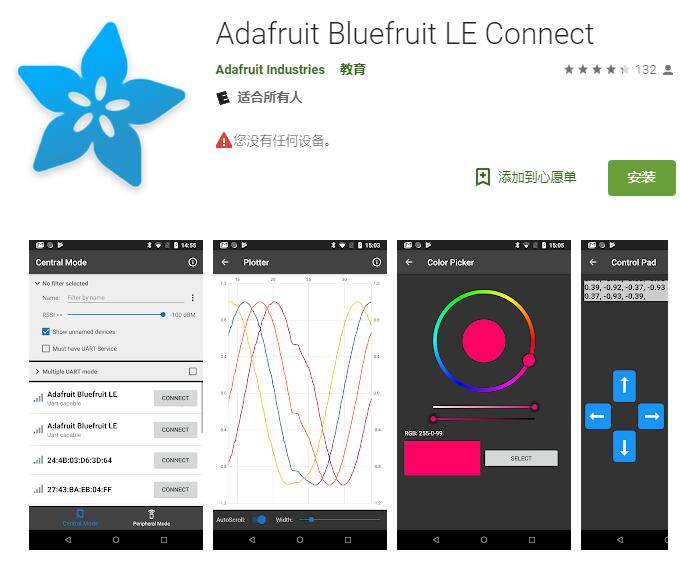 Adafruit Bluefruit LE Connect
Adafruit Industries 教育
132
E 适合所有人
您没有任何设备。
添加到心愿单
安装
14:55
Central Mode
No filter selected
Name: Filter by name
RSSI >= -100 dBM
Show unnamed devices
Must have UART Service
Multiple UART mode
Adafruit Bluefruit LE
Uart capable
CONNECT
Adafruit Bluefruit LE
Uart capable
CONNECT
24:4B:03:D6:3D:64
CONNECT
27:43:BA:EB:04:FF
CONNECT
Central Mode
Peripheral Mode
15:03
Plotter
15 20 25 30
1.2
0.8
0.4
0.0
-0.4
-0.8
-1.2
AutoScroll: Width:
15:05
Color Picker
RGB: 255-0-99
SELECT
Control Pad
0.39, -0.92, -0.37, -0.93
0.37, -0.93, -0.39,